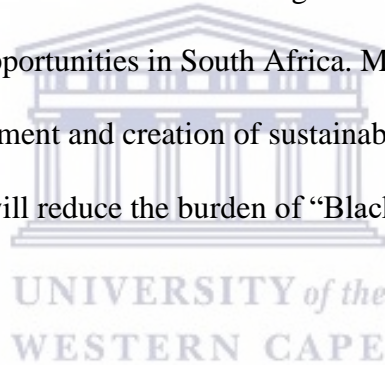 opportunities in South Africa. M
ment and creation of sustainab
will reduce the burden of “Black
UNIVERSITY of the
WESTERN CAPE